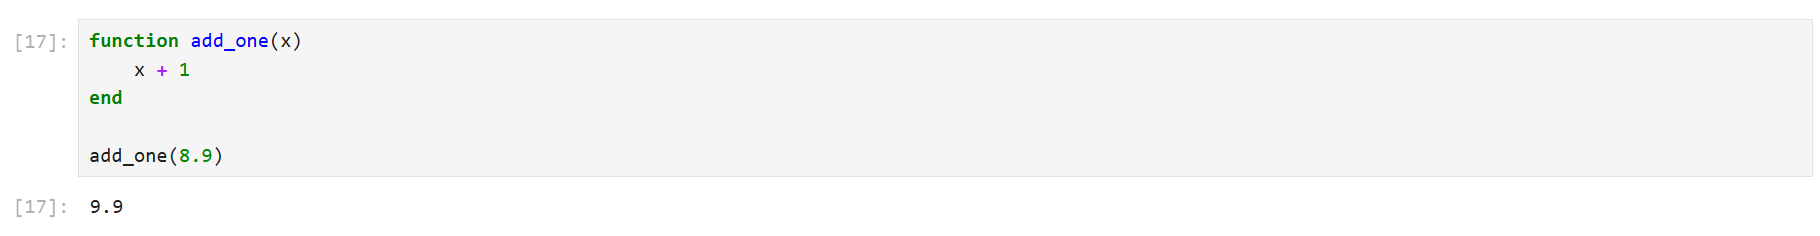 [17]: function add_one(x)
    x + 1
end

add_one(8.9)
[17]: 9.9